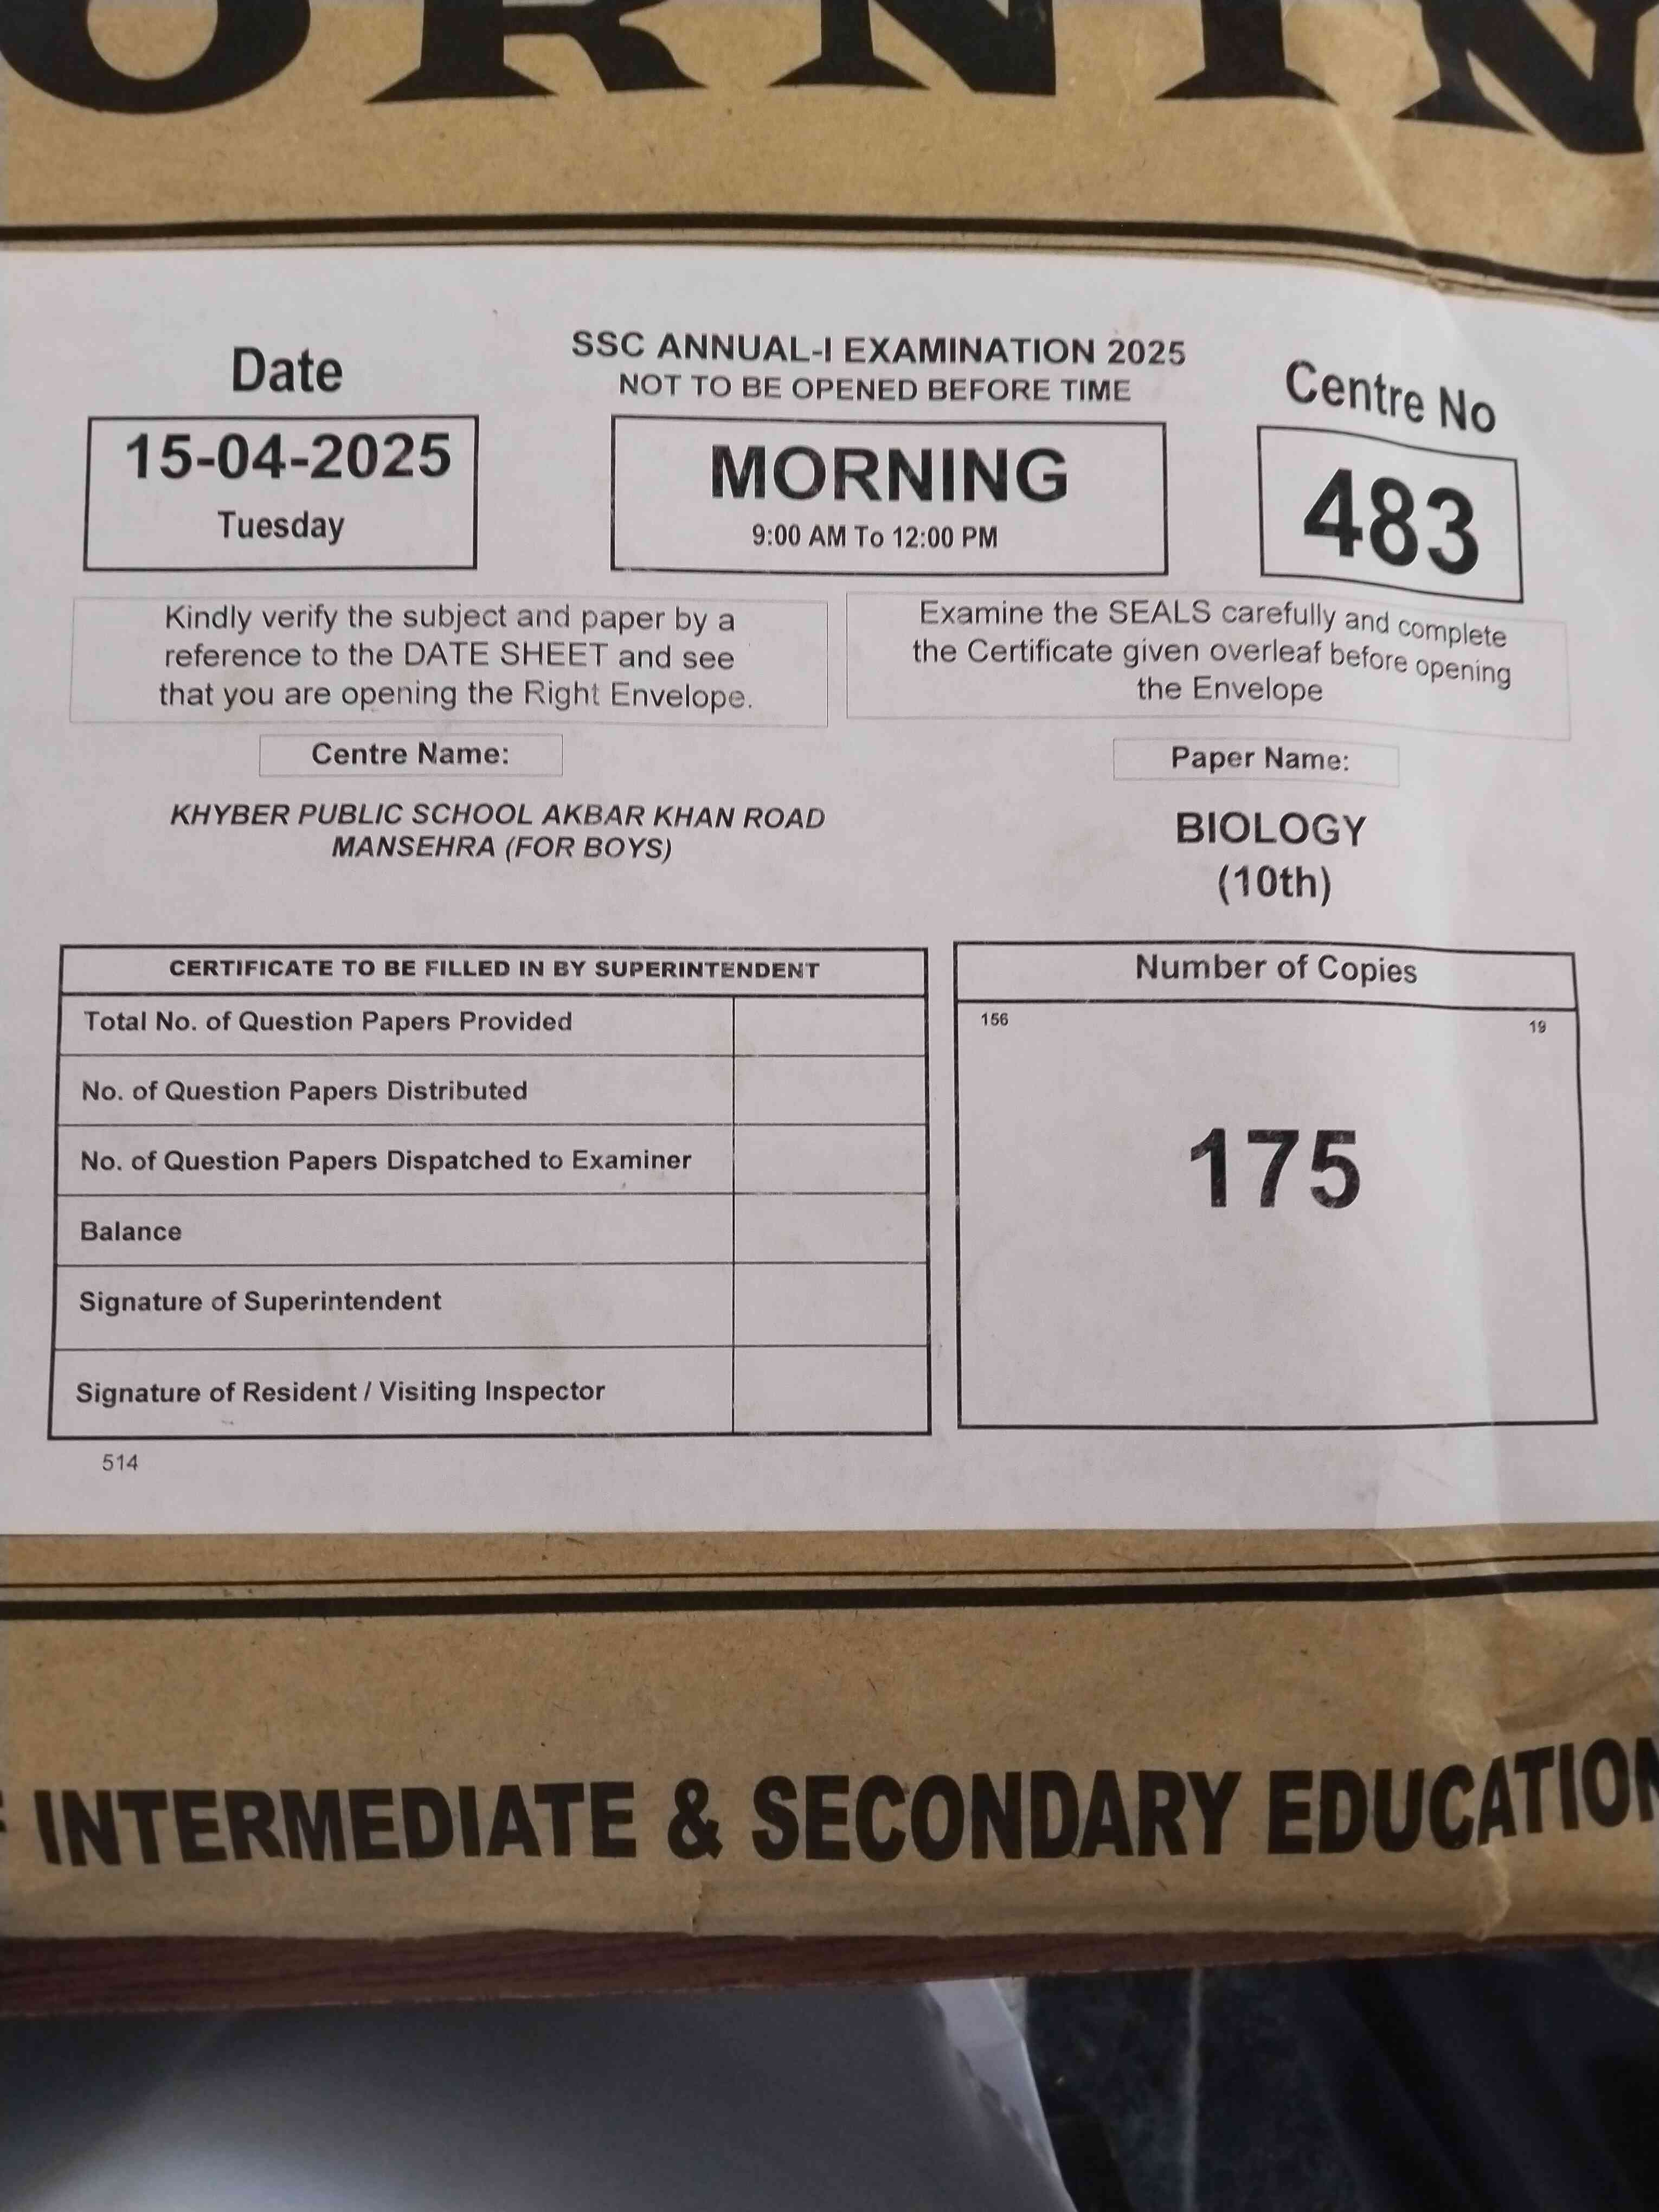 ORNIN
Date
SSC ANNUAL-I EXAMINATION 2025
NOT TO BE OPENED BEFORE TIME
Centre No
15-04-2025
Tuesday
MORNING
9:00 AM To 12:00 PM
483
Kindly verify the subject and paper by a
reference to the DATE SHEET and see
that you are opening the Right Envelope.
Examine the SEALS carefully and complete
the Certificate given overleaf before opening
the Envelope
Centre Name:
Paper Name:
KHYBER PUBLIC SCHOOL AKBAR KHAN ROAD
MANSEHRA (FOR BOYS)
BIOLOGY
(10th)
CERTIFICATE TO BE FILLED IN BY SUPERINTENDENT
Total No. of Question Papers Provided
No. of Question Papers Distributed
No. of Question Papers Dispatched to Examiner
Balance
Signature of Superintendent
Signature of Resident / Visiting Inspector
Number of Copies
156
19
175
514
INTERMEDIATE & SECONDARY EDUCATION